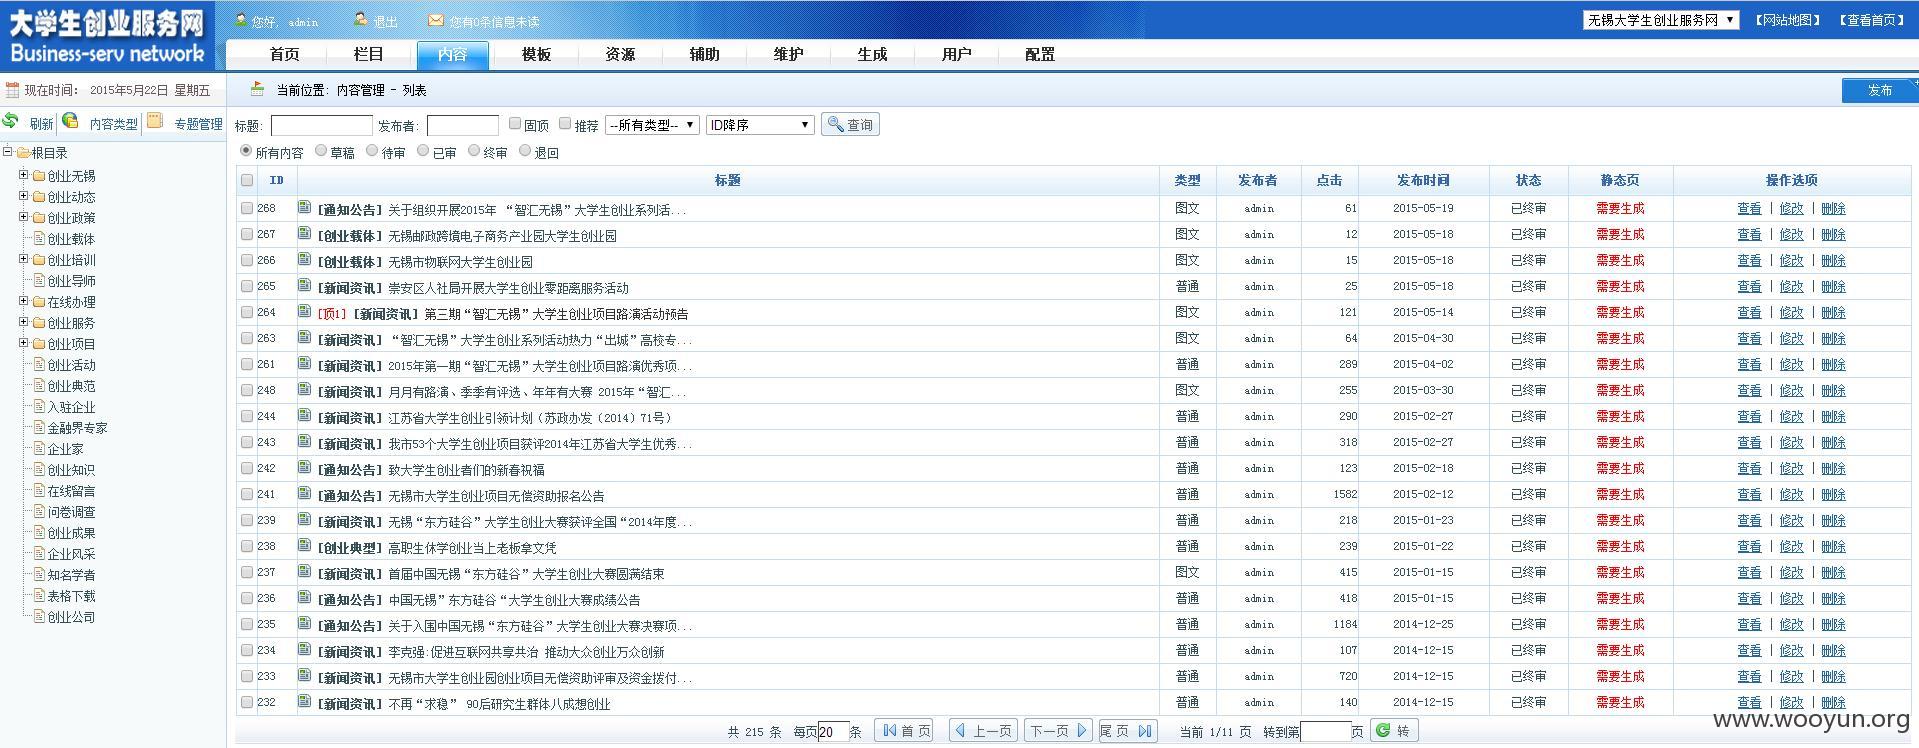 大学生创业服务网
Business-serv network
您好, admin 退出 您有0条信息未读
无锡大学生创业服务网 【网站地图】 【查看首页】
首页 栏目 内容 模板 资源 辅助 维护 生成 用户 配置
现在时间: 2015年5月22日 星期五
当前位置: 内容管理 - 列表
发布
刷新 内容类型 专题管理
标题: 发布者: 固顶 推荐 --所有类型-- ID降序 查询
所有内容 草稿 待审 已审 终审 退回
根目录
创业无锡
创业动态
创业政策
创业载体
创业培训
创业导师
在线办理
创业服务
创业项目
创业活动
创业典范
入驻企业
金融界专家
企业家
创业知识
在线留言
问卷调查
创业成果
企业风采
知名学者
表格下载
创业公司
ID 标题 类型 发布者 点击 发布时间 状态 静态页 操作选项
268 [通知公告] 关于组织开展2015年 “智汇无锡”大学生创业系列活... 图文 admin 61 2015-05-19 已终审 需要生成 查看 | 修改 | 删除
267 [创业载体] 无锡邮政跨境电子商务产业园大学生创业园 图文 admin 12 2015-05-18 已终审 需要生成 查看 | 修改 | 删除
266 [创业载体] 无锡市物联网大学生创业园 图文 admin 15 2015-05-18 已终审 需要生成 查看 | 修改 | 删除
265 [新闻资讯] 崇安区人社局开展大学生创业零距离服务活动 普通 admin 25 2015-05-18 已终审 需要生成 查看 | 修改 | 删除
264 [顶1] [新闻资讯] 第三期“智汇无锡”大学生创业项目路演活动预告 图文 admin 121 2015-05-14 已终审 需要生成 查看 | 修改 | 删除
263 [新闻资讯] “智汇无锡”大学生创业系列活动热力“出城”高校专... 图文 admin 64 2015-04-30 已终审 需要生成 查看 | 修改 | 删除
261 [新闻资讯] 2015年第一期“智汇无锡”大学生创业项目路演优秀项... 普通 admin 289 2015-04-02 已终审 需要生成 查看 | 修改 | 删除
248 [新闻资讯] 月月有路演、季季有评选、年年有大赛 2015年“智汇... 图文 admin 255 2015-03-30 已终审 需要生成 查看 | 修改 | 删除
244 [新闻资讯] 江苏省大学生创业引领计划（苏政办发（2014）71号） 普通 admin 290 2015-02-27 已终审 需要生成 查看 | 修改 | 删除
243 [新闻资讯] 我市53个大学生创业项目获评2014年江苏省大学生优秀... 普通 admin 318 2015-02-27 已终审 需要生成 查看 | 修改 | 删除
242 [通知公告] 致大学生创业者们的新春祝福 普通 admin 123 2015-02-18 已终审 需要生成 查看 | 修改 | 删除
241 [通知公告] 无锡市大学生创业项目无偿资助报名公告 普通 admin 1582 2015-02-12 已终审 需要生成 查看 | 修改 | 删除
239 [新闻资讯] 无锡“东方硅谷”大学生创业大赛获评全国“2014年度... 普通 admin 218 2015-01-23 已终审 需要生成 查看 | 修改 | 删除
238 [创业典型] 高职生休学创业当上老板拿文凭 普通 admin 239 2015-01-22 已终审 需要生成 查看 | 修改 | 删除
237 [新闻资讯] 首届中国无锡“东方硅谷”大学生创业大赛圆满结束 图文 admin 415 2015-01-15 已终审 需要生成 查看 | 修改 | 删除
236 [通知公告] 中国无锡”东方硅谷“大学生创业大赛成绩公告 普通 admin 418 2015-01-15 已终审 需要生成 查看 | 修改 | 删除
235 [通知公告] 关于入围中国无锡“东方硅谷”大学生创业大赛决赛项... 普通 admin 1184 2014-12-25 已终审 需要生成 查看 | 修改 | 删除
234 [新闻资讯] 李克强:促进互联网共享共治 推动大众创业万众创新 普通 admin 107 2014-12-15 已终审 需要生成 查看 | 修改 | 删除
233 [新闻资讯] 无锡市大学生创业园创业项目无偿资助评审及资金拨付... 普通 admin 720 2014-12-15 已终审 需要生成 查看 | 修改 | 删除
232 [新闻资讯] 不再“求稳” 90后研究生群体八成想创业 普通 admin 140 2014-12-15 已终审 需要生成 查看 | 修改 | 删除
共 215 条 每页20条 首 页 上一页 下一页 尾 页 当前 1/11 页 转到第 页 转
www.wooyun.org